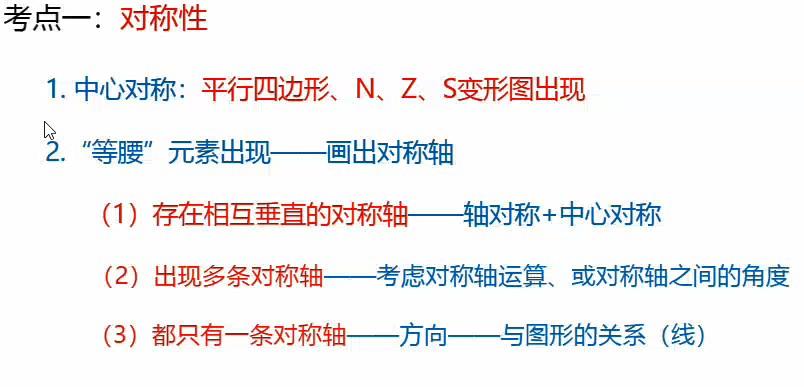 考点一：对称性
1. 中心对称：平行四边形、N、Z、S变形图出现
2.“等腰”元素出现——画出对称轴
（1）存在相互垂直的对称轴——轴对称+中心对称
（2）出现多条对称轴——考虑对称轴运算、或对称轴之间的角度
（3）都只有一条对称轴——方向——与图形的关系（线）